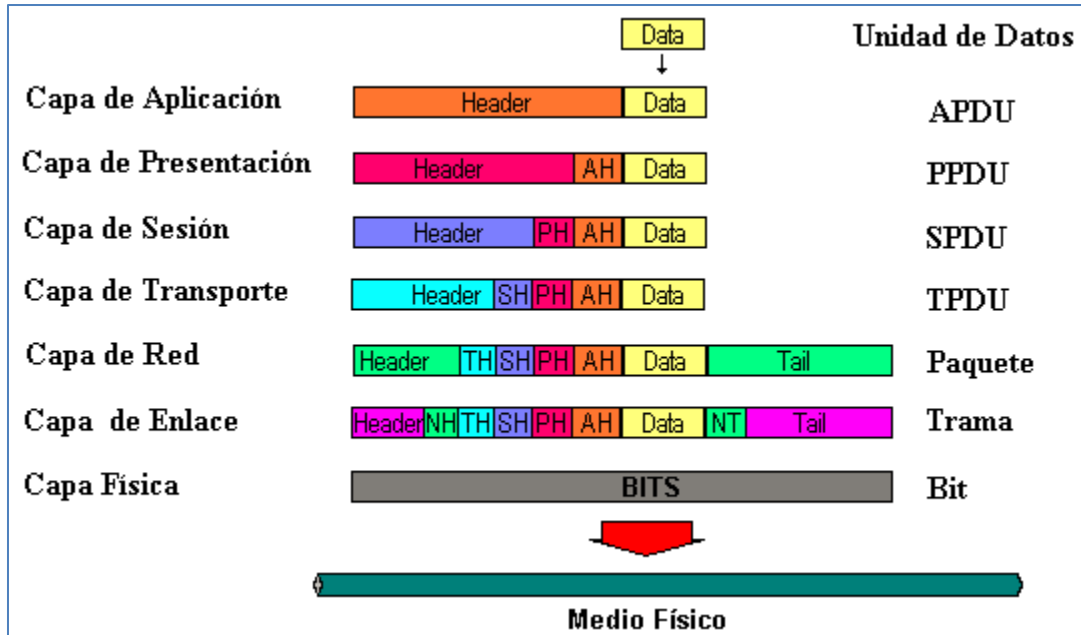 Data Unidad de Datos
Capa de Aplicación Header Data APDU
Capa de Presentación Header AH Data PPDU
Capa de Sesión Header PH AH Data SPDU
Capa de Transporte Header SH PH AH Data TPDU
Capa de Red Header TH SH PH AH Data Tail Paquete
Capa de Enlace Header NH TH SH PH AH Data NT Tail Trama
Capa Física BITS Bit
Medio Físico